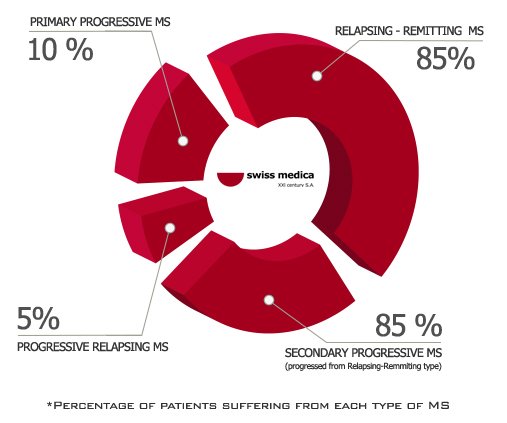 PRIMARY PROGRESSIVE MS
10 %
RELAPSING - REMITTING MS
85%
swiss medica
XXI century S.A.
5%
PROGRESSIVE RELAPSING MS
85 %
SECONDARY PROGRESSIVE MS
(progressed from Relapsing-Remmiting type)
*PERCENTAGE OF PATIENTS SUFFERING FROM EACH TYPE OF MS